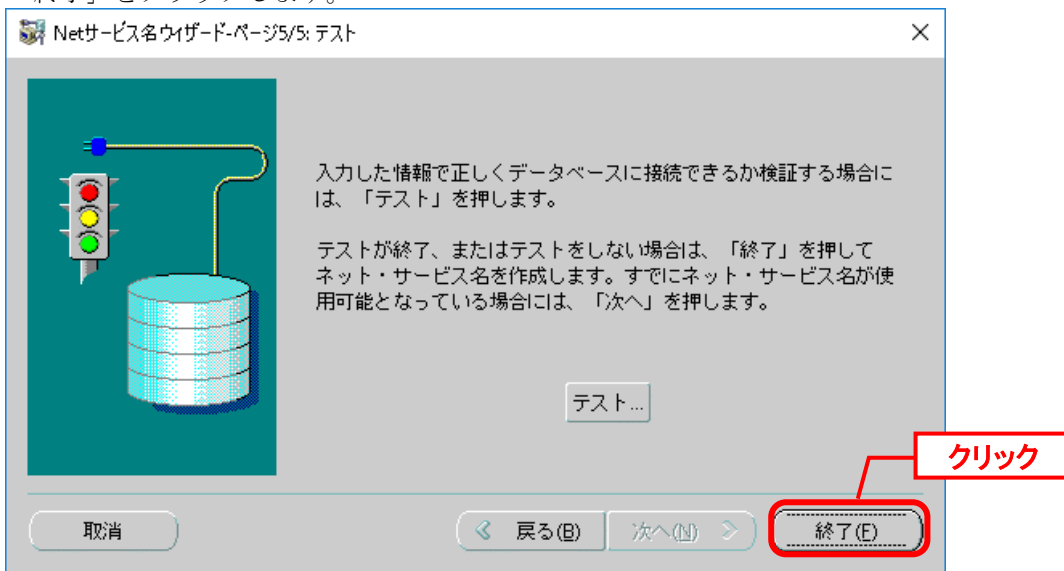 Netサービス名ウィザード-ページ5/5: テスト
入力した情報で正しくデータベースに接続できるか検証する場合に
は、「テスト」を押します。
テストが終了、またはテストをしない場合は、「終了」を押して
ネット・サービス名を作成します。すでにネット・サービス名が使
用可能となっている場合には、「次へ」を押します。
テスト...
クリック
取消
戻る(B)
次へ(N)
終了(F)